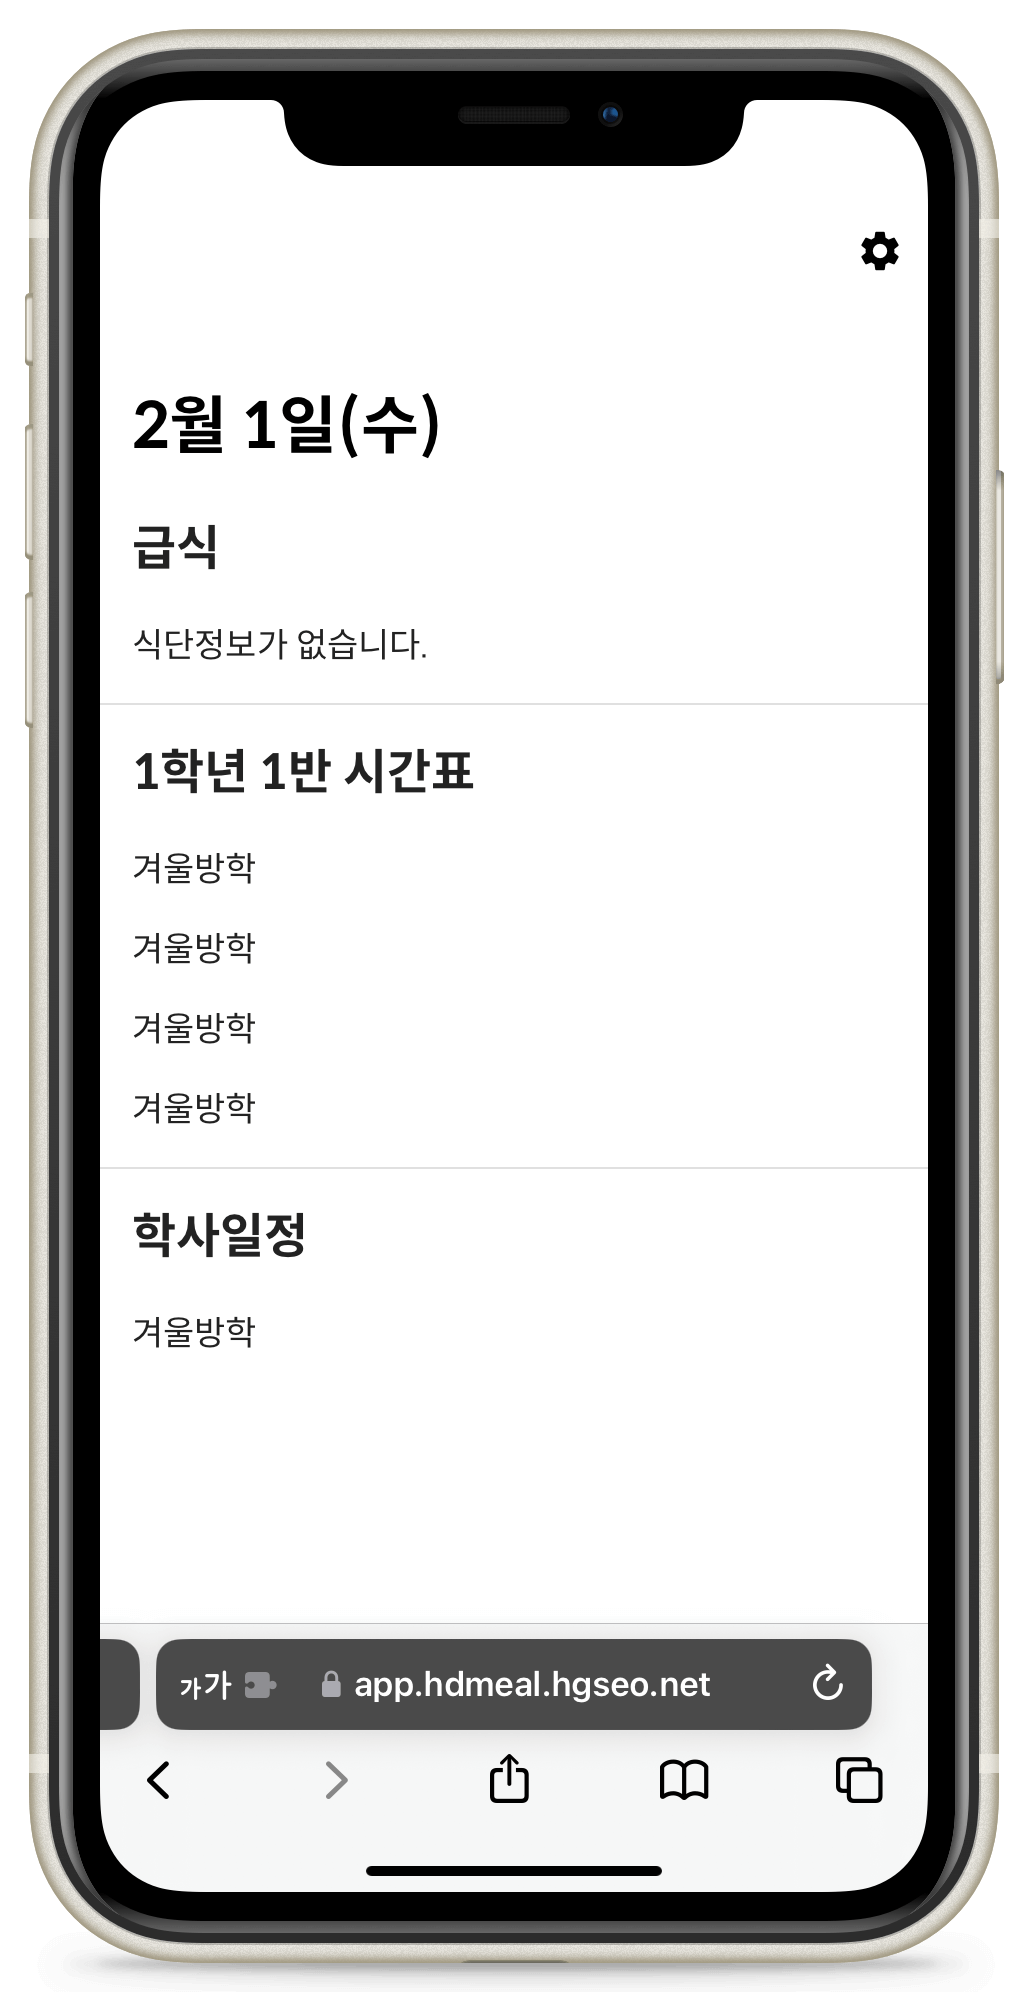 2월 1일(수)
급식
식단정보가 없습니다.
1학년 1반 시간표
겨울방학
겨울방학
겨울방학
겨울방학
학사일정
겨울방학
가가 app.hdmeal.hgseo.net